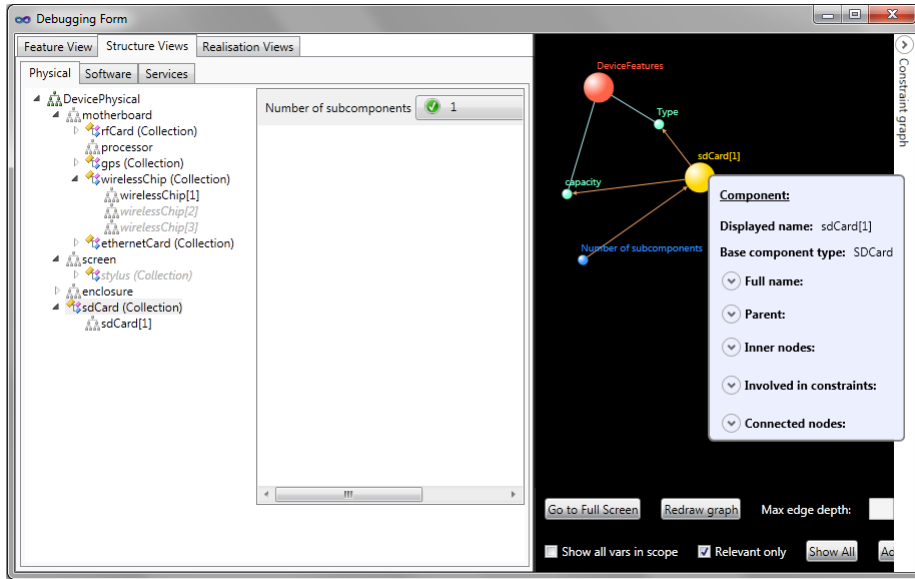 Debugging Form
Feature View Structure Views Realisation Views
Physical Software Services
DevicePhysical
motherboard
rfCard (Collection)
processor
gps (Collection)
wirelessChip (Collection)
wirelessChip[1]
wirelessChip[2]
wirelessChip[3]
ethernetCard (Collection)
screen
stylus (Collection)
enclosure
sdCard (Collection)
sdCard[1]
Number of subcomponents 1
DeviceFeatures
Type
sdCard[1]
capacity
Number of subcomponents
Constraint graph
Component:
Displayed name: sdCard[1]
Base component type: SDCard
Full name:
Parent:
Inner nodes:
Involved in constraints:
Connected nodes:
Go to Full Screen Redraw graph Max edge depth:
Show all vars in scope Relevant only Show All